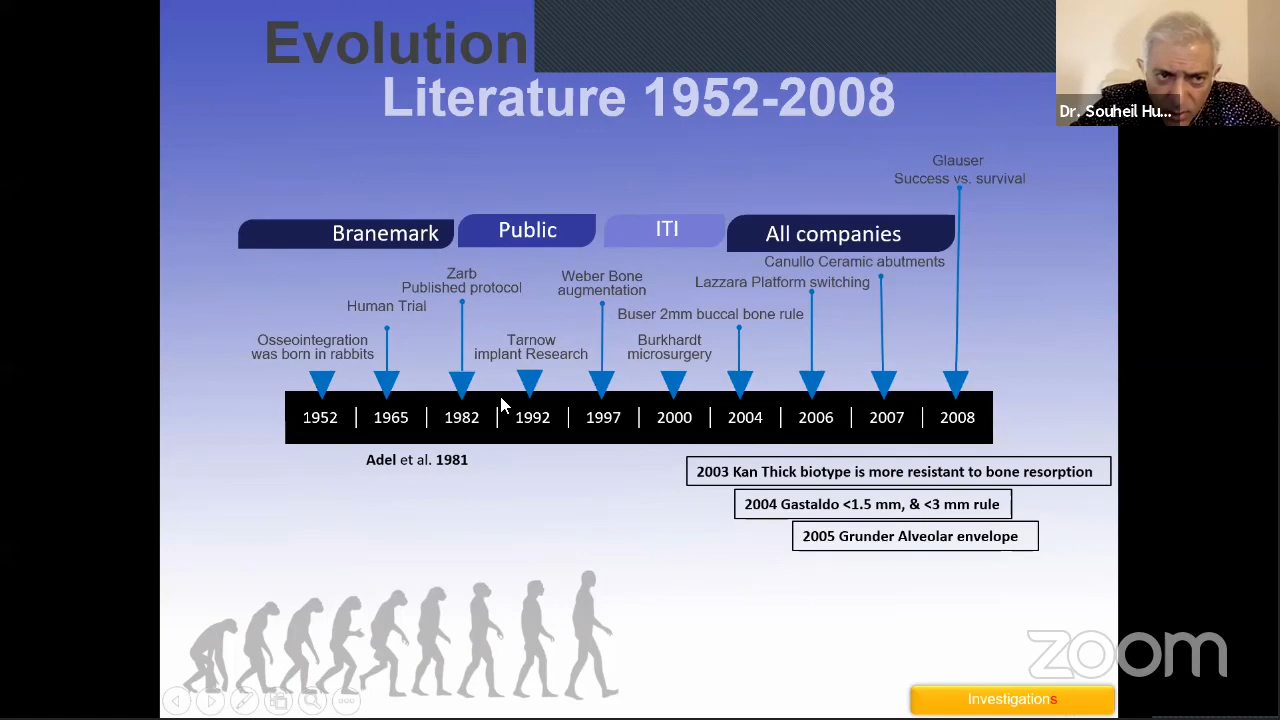 Evolution
Literature 1952-2008
Dr. Souheil Hu...
Glauser
Success vs. survival
Branemark
Public
ITI
All companies
Canullo Ceramic abutments
Zarb
Published protocol
Weber Bone
augmentation
Lazzara Platform switching
Human Trial
Buser 2mm buccal bone rule
Osseointegration
was born in rabbits
Tarnow
implant Research
Burkhardt
microsurgery
1952 | 1965 | 1982 | 1992 | 1997 | 2000 | 2004 | 2006 | 2007 | 2008
Adel et al. 1981
2003 Kan Thick biotype is more resistant to bone resorption
2004 Gastaldo <1.5 mm, & <3 mm rule
2005 Grunder Alveolar envelope
zoom
Investigations